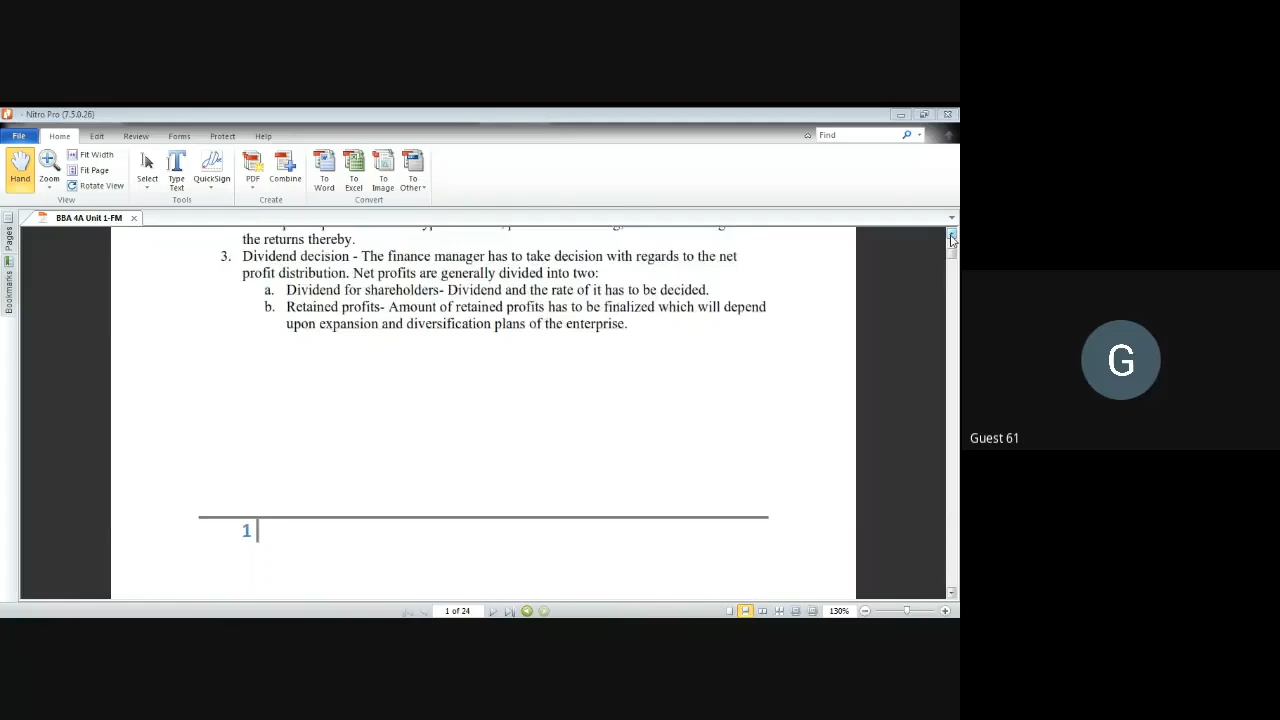 - Nitro Pro (7.5.0.26)
File Home Edit Review Forms Protect Help
Find
Hand
Zoom
Fit Width
Fit Page
Rotate View
View
Select
Type Text
QuickSign
Tools
PDF
Combine
Create
To Word
To Excel
To Image
To Other
Convert
BBA 4A Unit 1-FM
Pages
Bookmarks
the returns thereby.
3. Dividend decision - The finance manager has to take decision with regards to the net
profit distribution. Net profits are generally divided into two:
a. Dividend for shareholders- Dividend and the rate of it has to be decided.
b. Retained profits- Amount of retained profits has to be finalized which will depend
upon expansion and diversification plans of the enterprise.
1
1 of 24
130%
G
Guest 61